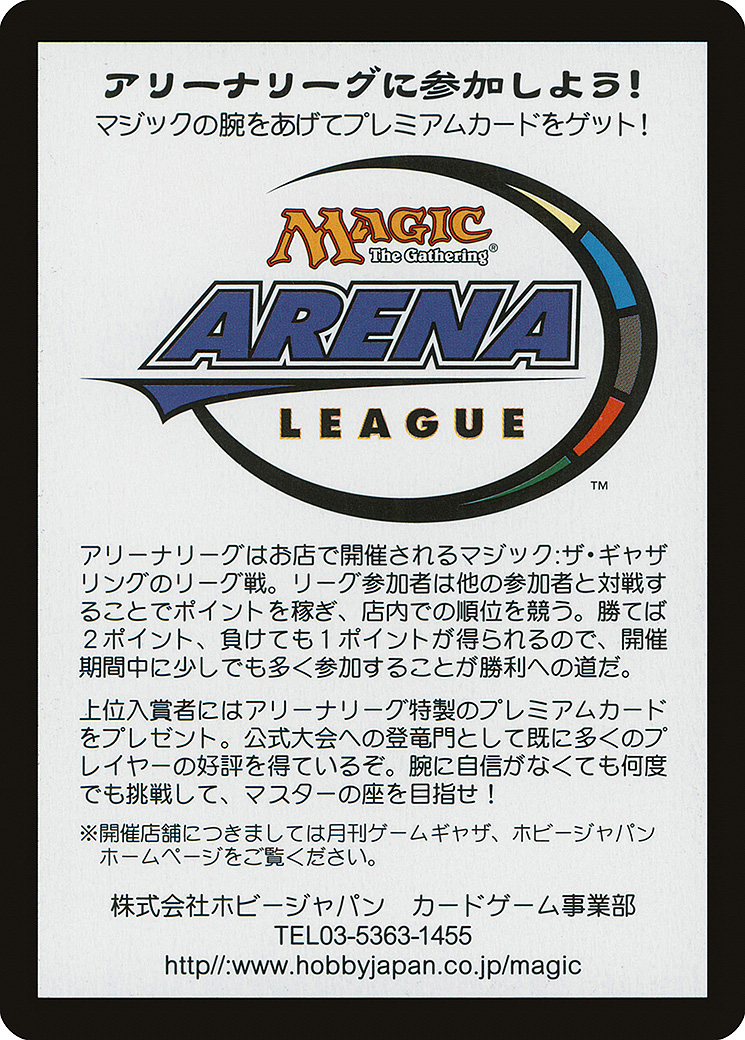 アリーナリーグに参加しよう!
マジックの腕をあげてプレミアムカードをゲット!
MAGIC
The Gathering®
ARENA
LEAGUE
™
アリーナリーグはお店で開催されるマジック:ザ・ギャザ
リングのリーグ戦。リーグ参加者は他の参加者と対戦す
ることでポイントを稼ぎ、店内での順位を競う。勝てば
2ポイント、負けても1ポイントが得られるので、開催
期間中に少しでも多く参加することが勝利への道だ。
上位入賞者にはアリーナリーグ特製のプレミアムカード
をプレゼント。公式大会への登竜門として既に多くのプ
レイヤーの好評を得ているぞ。腕に自信がなくても何度
でも挑戦して、マスターの座を目指せ!
※開催店舗につきましては月刊ゲームギャザ、ホビージャパン
ホームページをご覧ください。
株式会社ホビージャパン　カードゲーム事業部
TEL03-5363-1455
http//:www.hobbyjapan.co.jp/magic